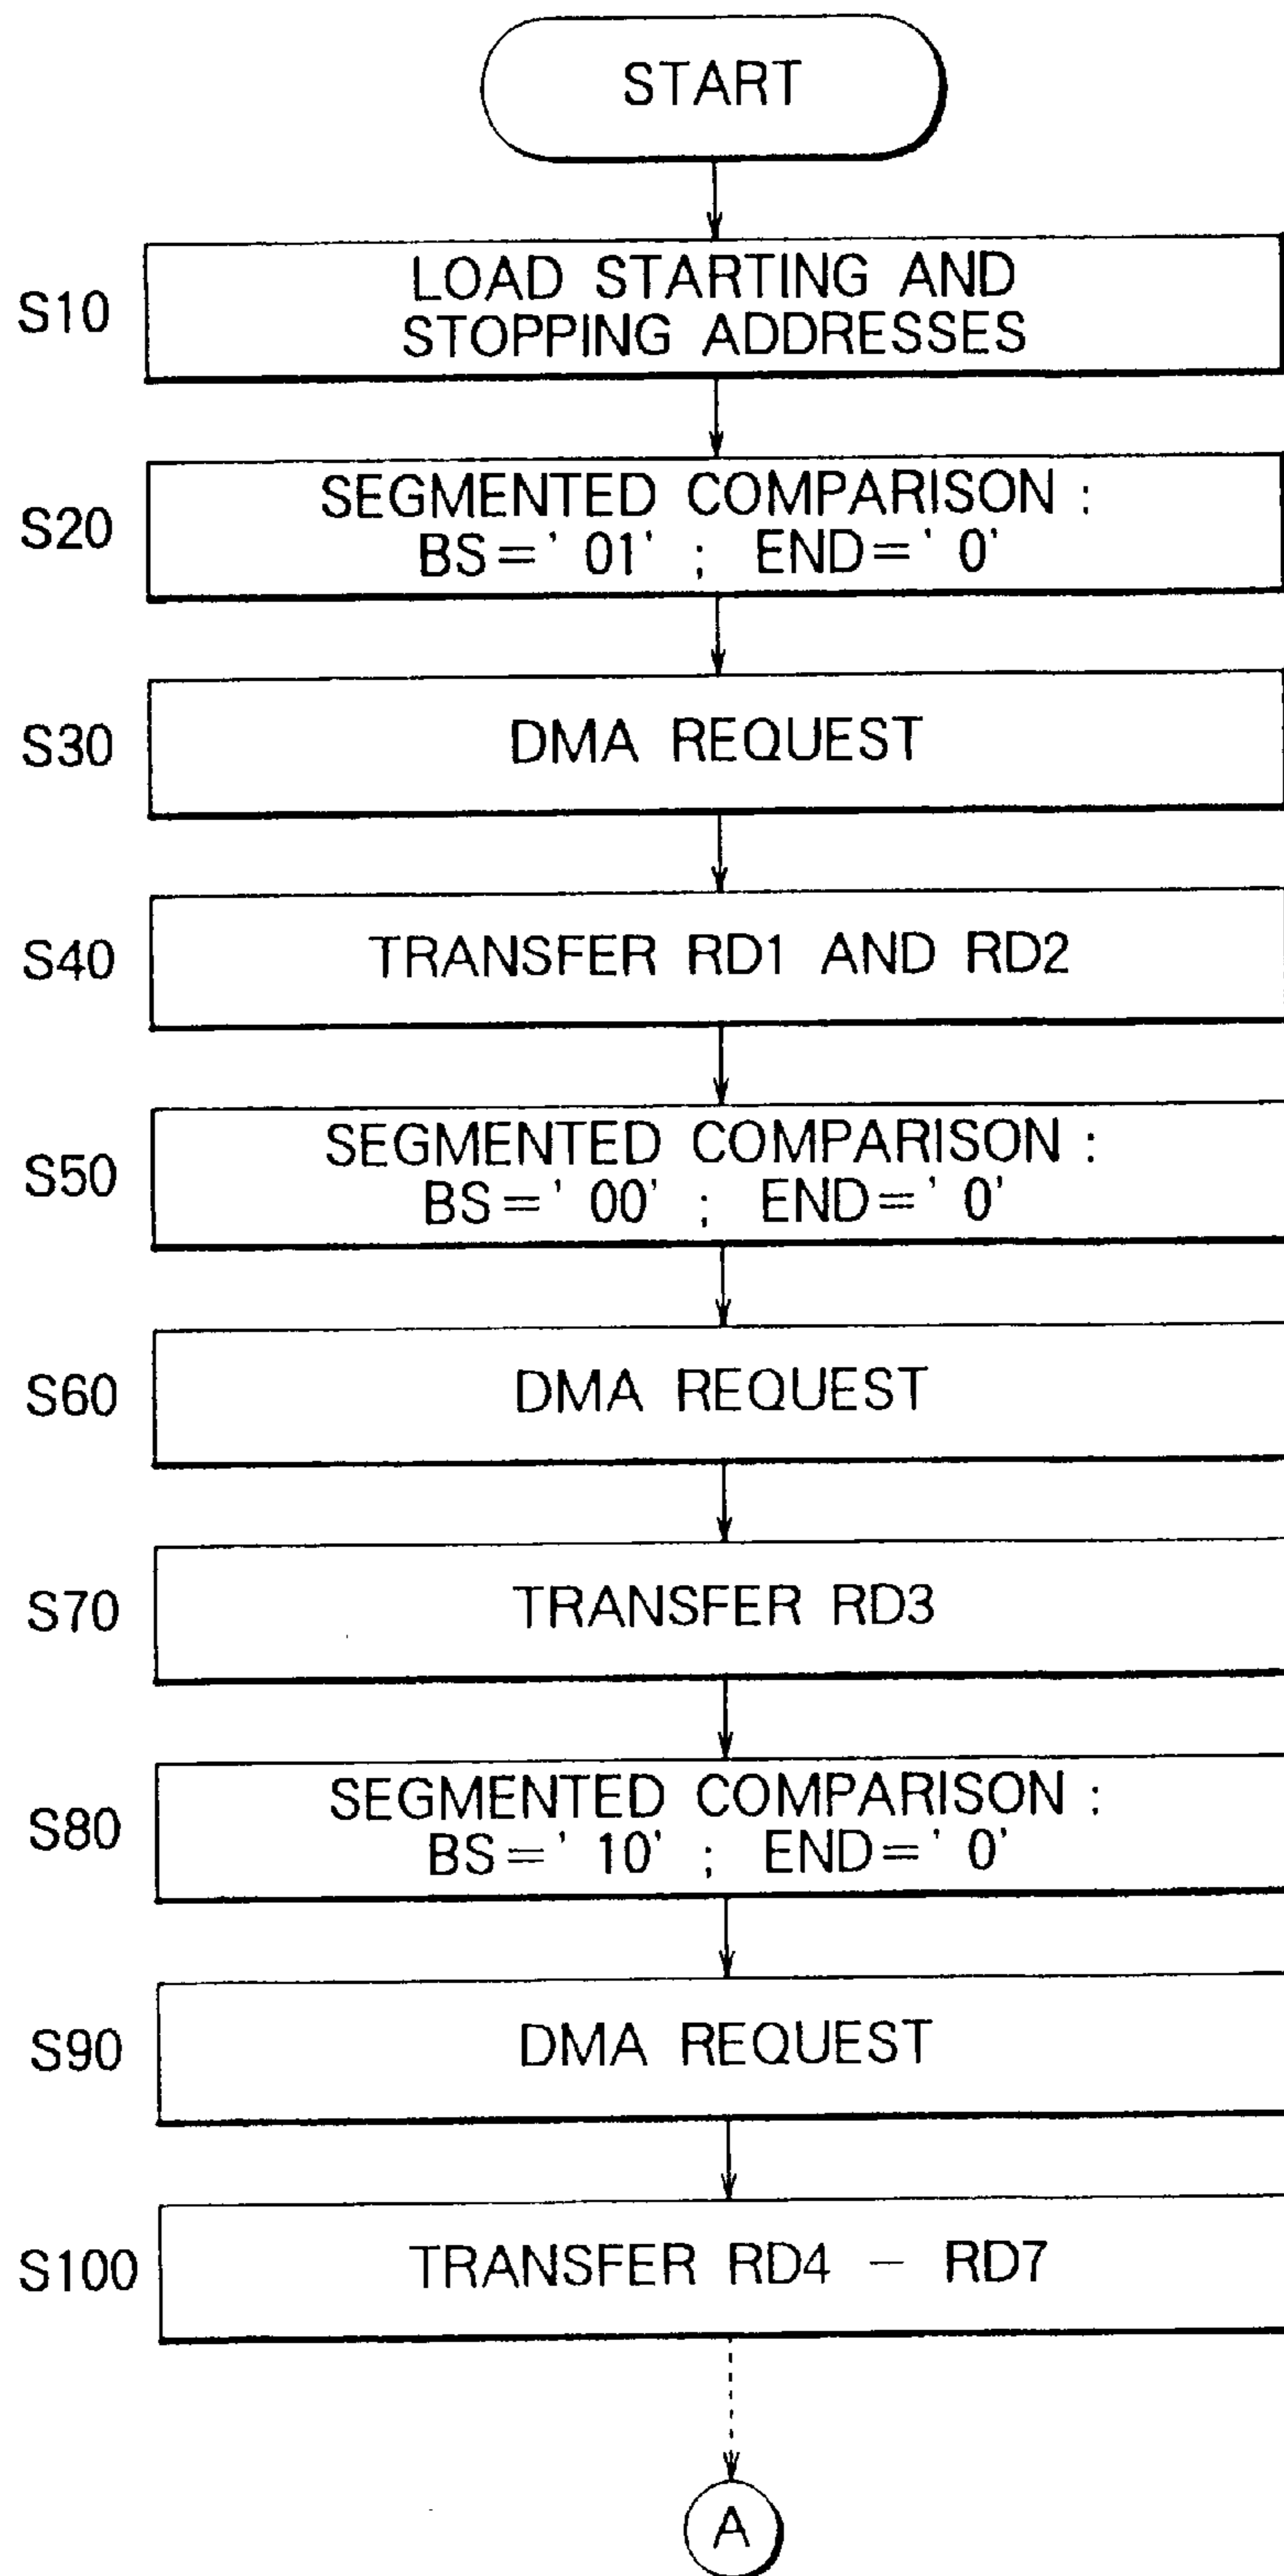 START
S10
LOAD STARTING AND
STOPPING ADDRESSES
S20
SEGMENTED COMPARISON :
BS=' 01' ; END=' 0'
S30
DMA REQUEST
S40
TRANSFER RD1 AND RD2
S50
SEGMENTED COMPARISON :
BS=' 00' ; END=' 0'
S60
DMA REQUEST
S70
TRANSFER RD3
S80
SEGMENTED COMPARISON :
BS=' 10' ; END=' 0'
S90
DMA REQUEST
S100
TRANSFER RD4 – RD7
A